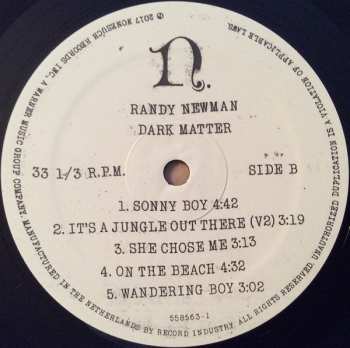 ℗ 2017 NONESUCH RECORDS INC., A WARNER MUSIC GROUP COMPANY. MANUFACTURED IN THE NETHERLANDS BY RECORD INDUSTRY. ALL RIGHTS RESERVED. UNAUTHORIZED DUPLICATION IS A VIOLATION OF APPLICABLE LAWS.
N.
RANDY NEWMAN
DARK MATTER
33 1/3 R.P.M.
SIDE B
1. SONNY BOY 4:42
2. IT'S A JUNGLE OUT THERE (V2) 3:19
3. SHE CHOSE ME 3:13
4. ON THE BEACH 4:32
5. WANDERING BOY 3:02
558563-1